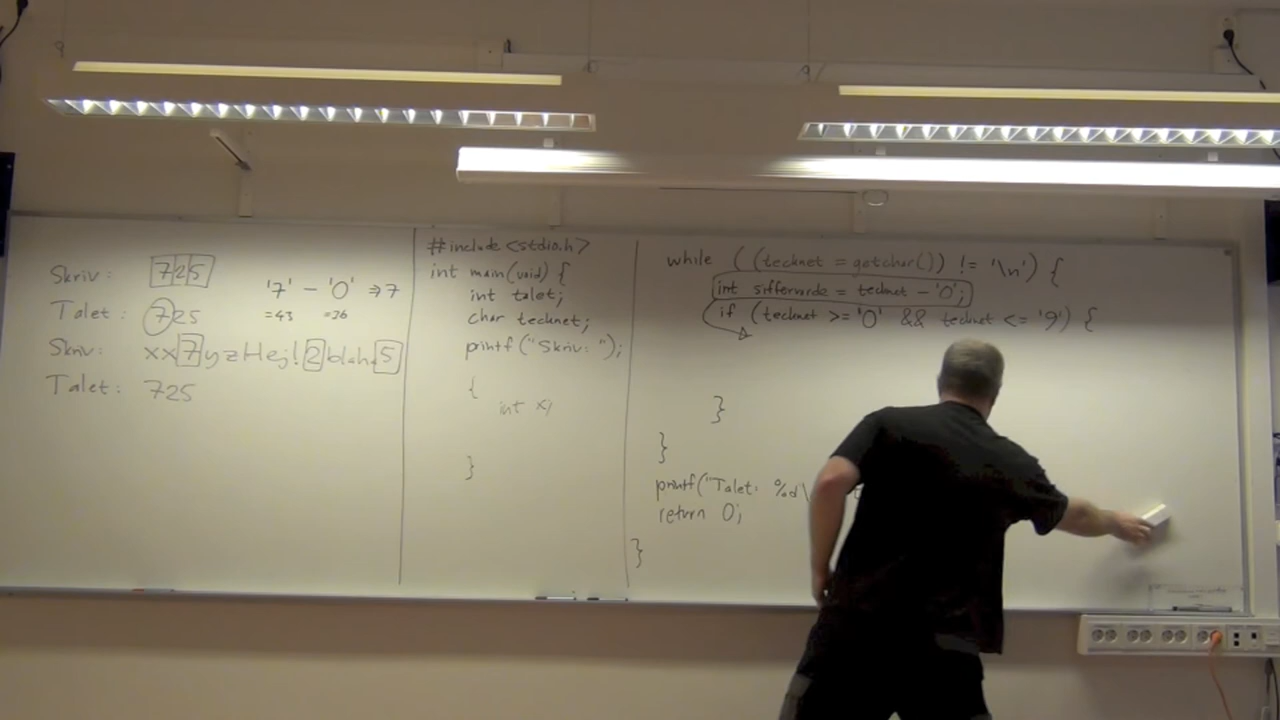 Skriv: 725
'7' - '0' ⇒ 7
Talet: 725
=43 =36
Skriv: xx7yzHej!2blah.5
Talet: 725
#include <stdio.h>
int main(void) {
int talet;
char tecknet;
printf("Skriv: ");
{
int x;
}
while ((tecknet = getchar()) != '\n') {
int siffervarde = tecknet - '0';
if (tecknet >= '0' && tecknet <= '9') {
}
}
printf("Talet: %d\
return 0;
}